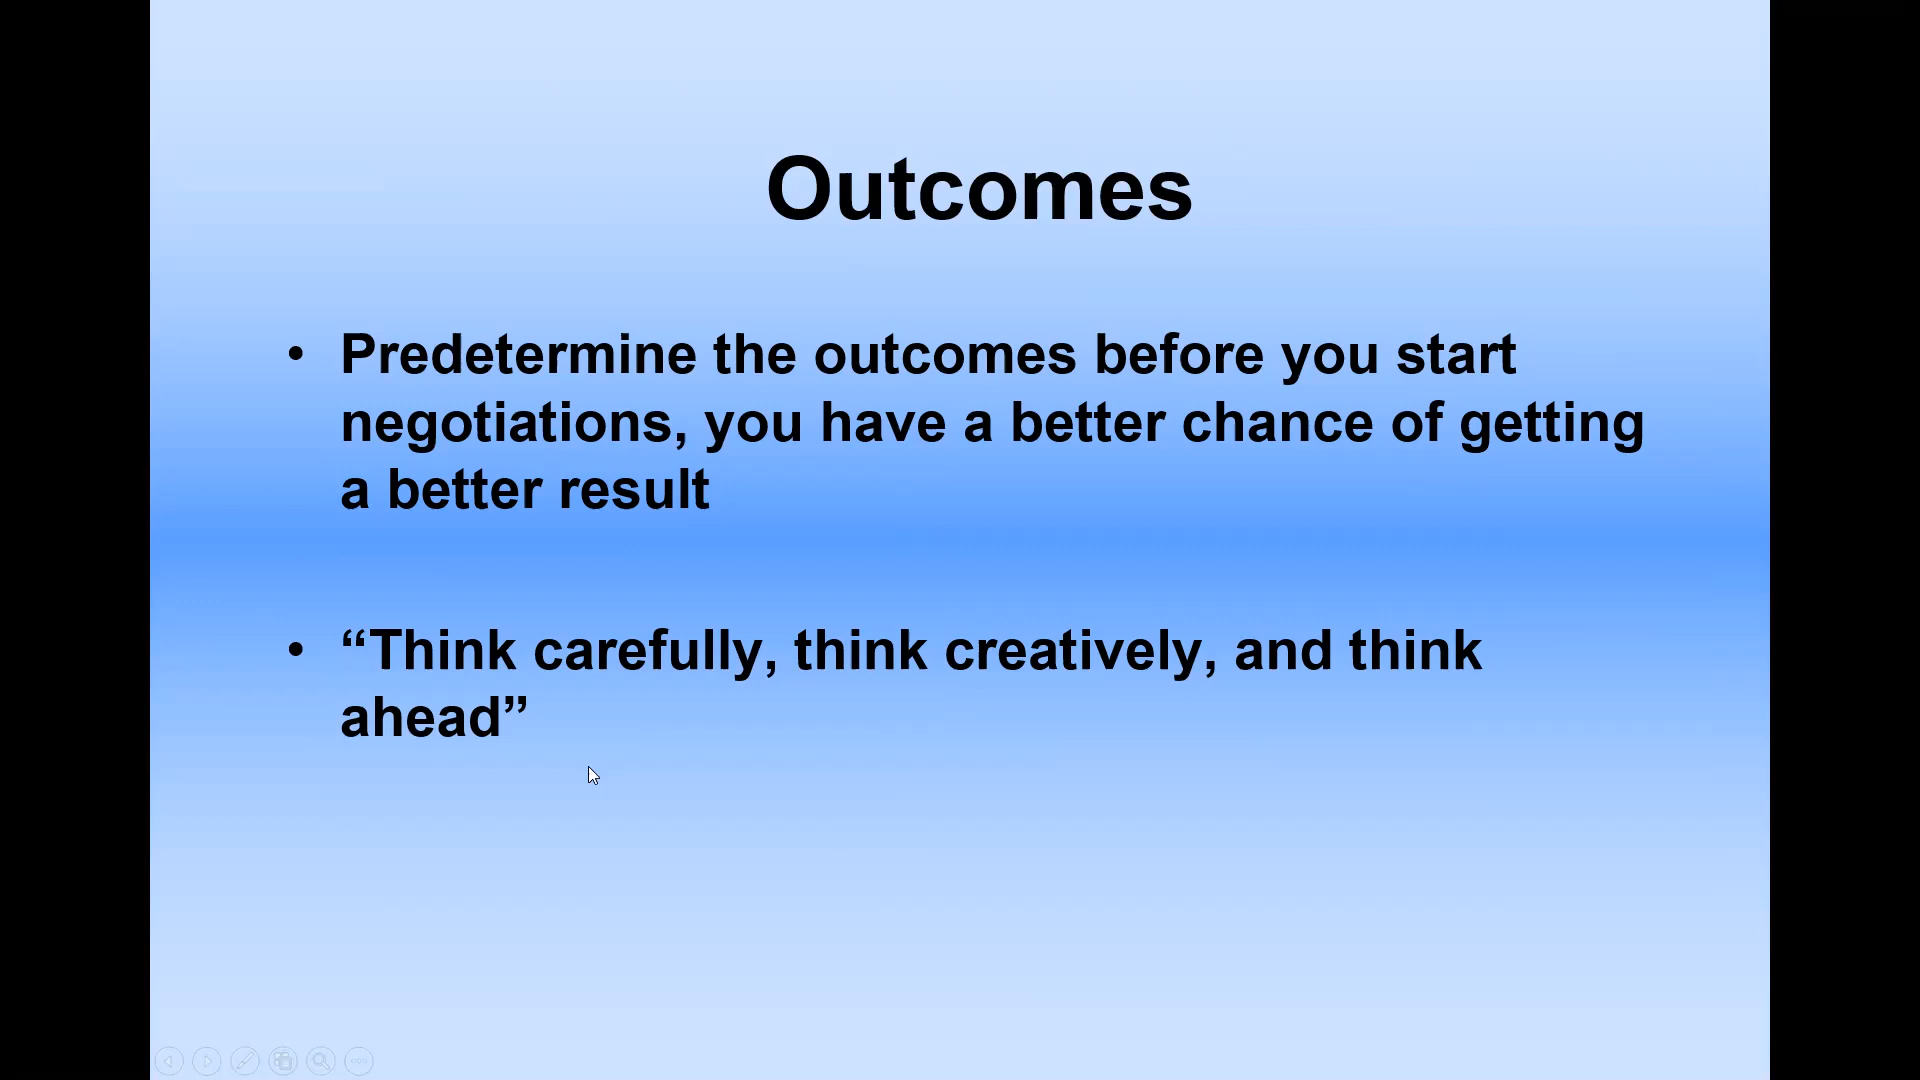 Outcomes
• Predetermine the outcomes before you start
negotiations, you have a better chance of getting
a better result
• “Think carefully, think creatively, and think
ahead”